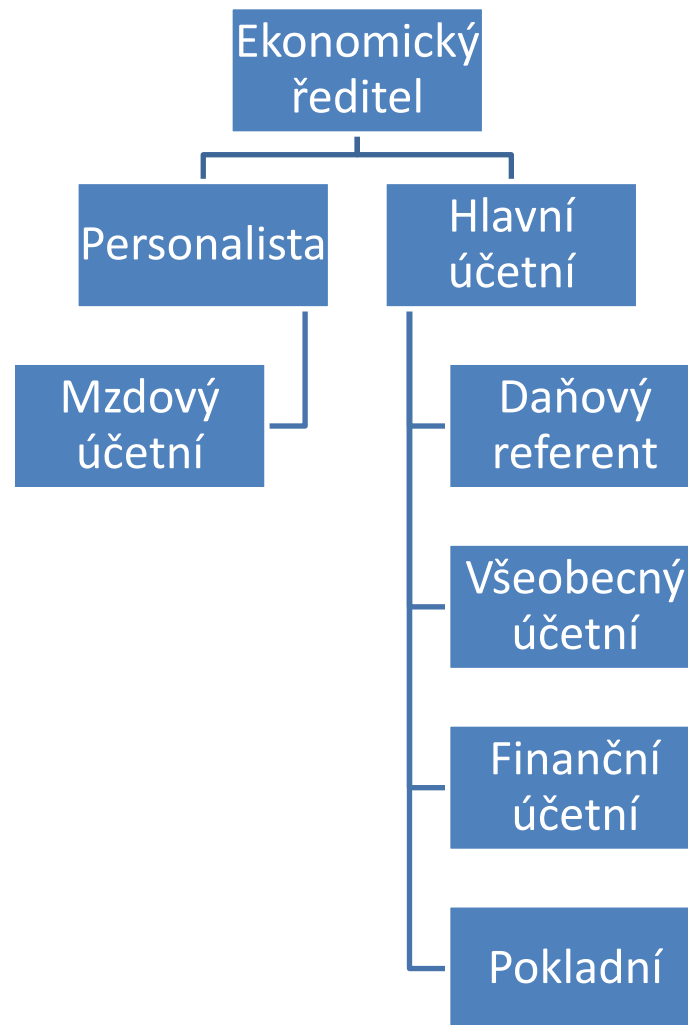 Ekonomický
ředitel
Personalista
Hlavní
účetní
Mzdový
účetní
Daňový
referent
Všeobecný
účetní
Finanční
účetní
Pokladní